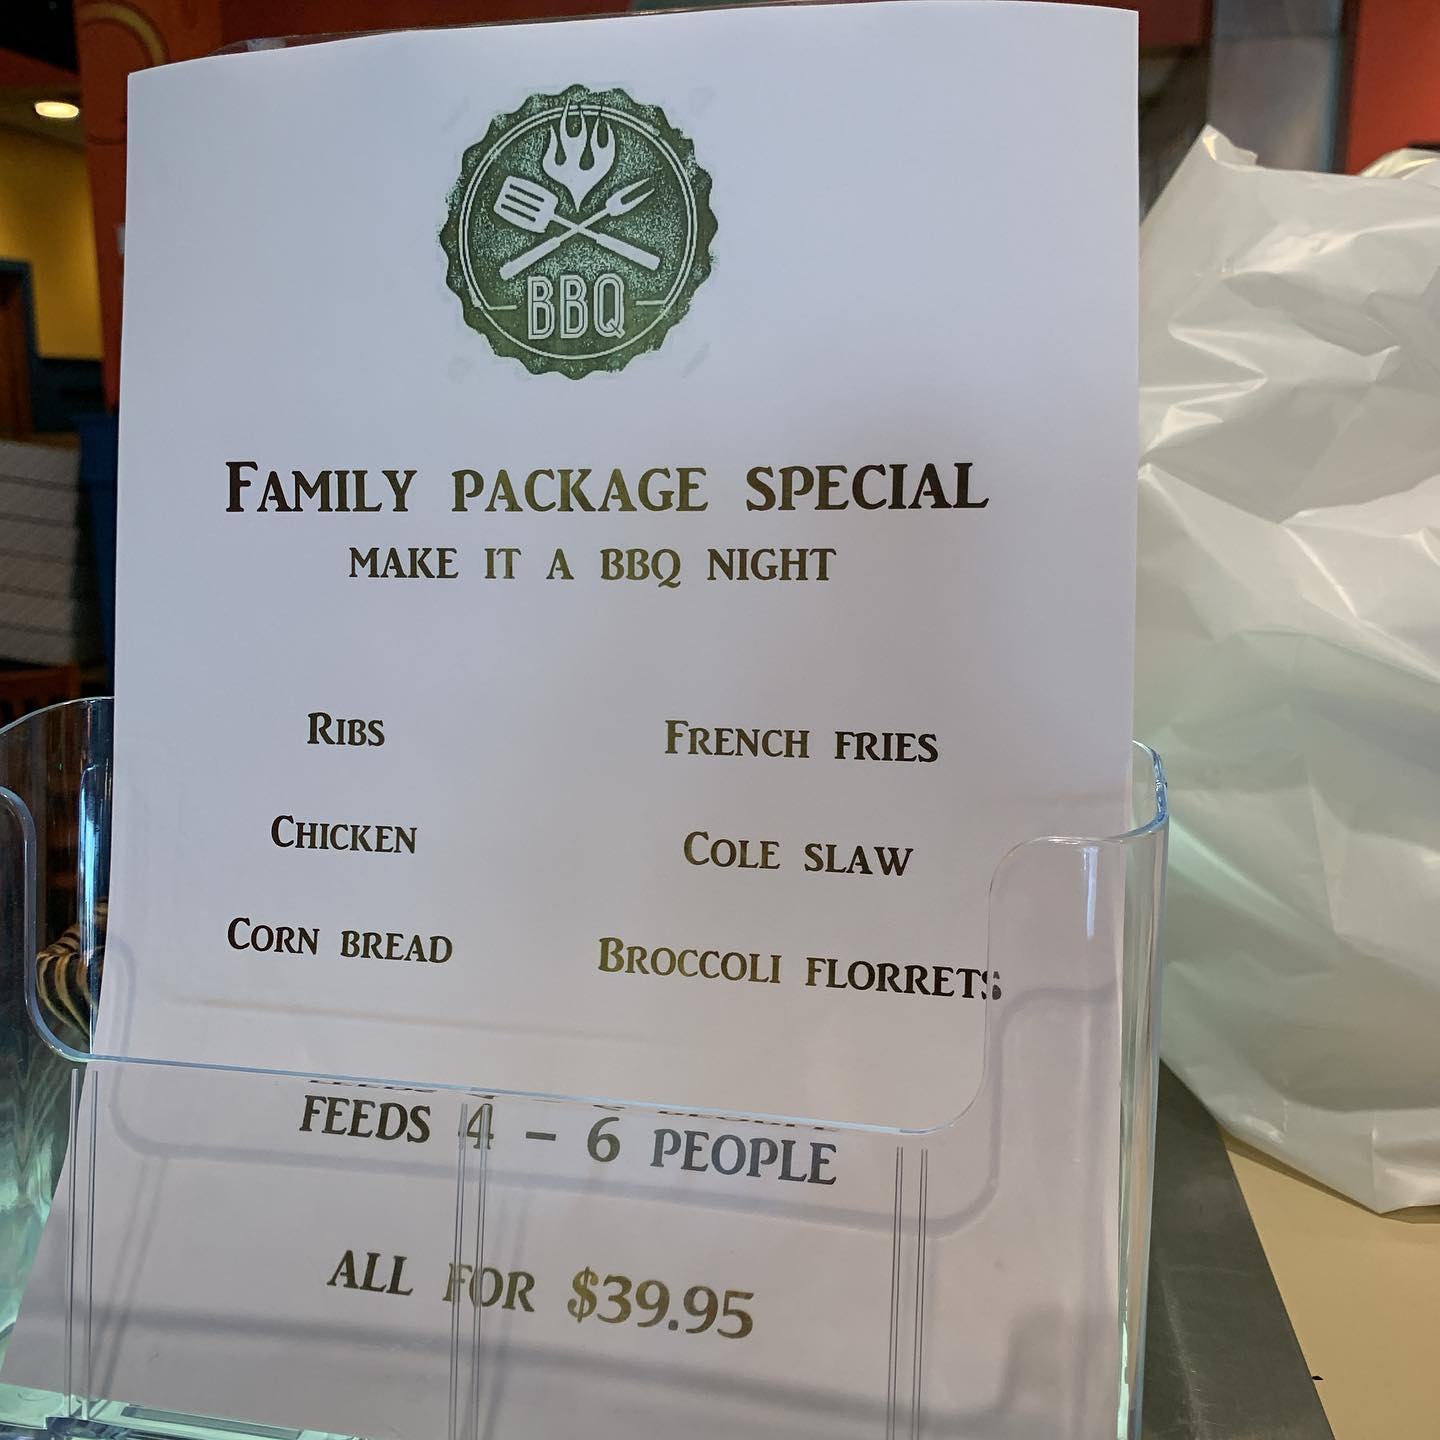 BBQ
FAMILY PACKAGE SPECIAL
MAKE IT A BBQ NIGHT
RIBS FRENCH FRIES
CHICKEN COLE SLAW
CORN BREAD BROCCOLI FLORRETS
FEEDS 4 – 6 PEOPLE
ALL FOR $39.95